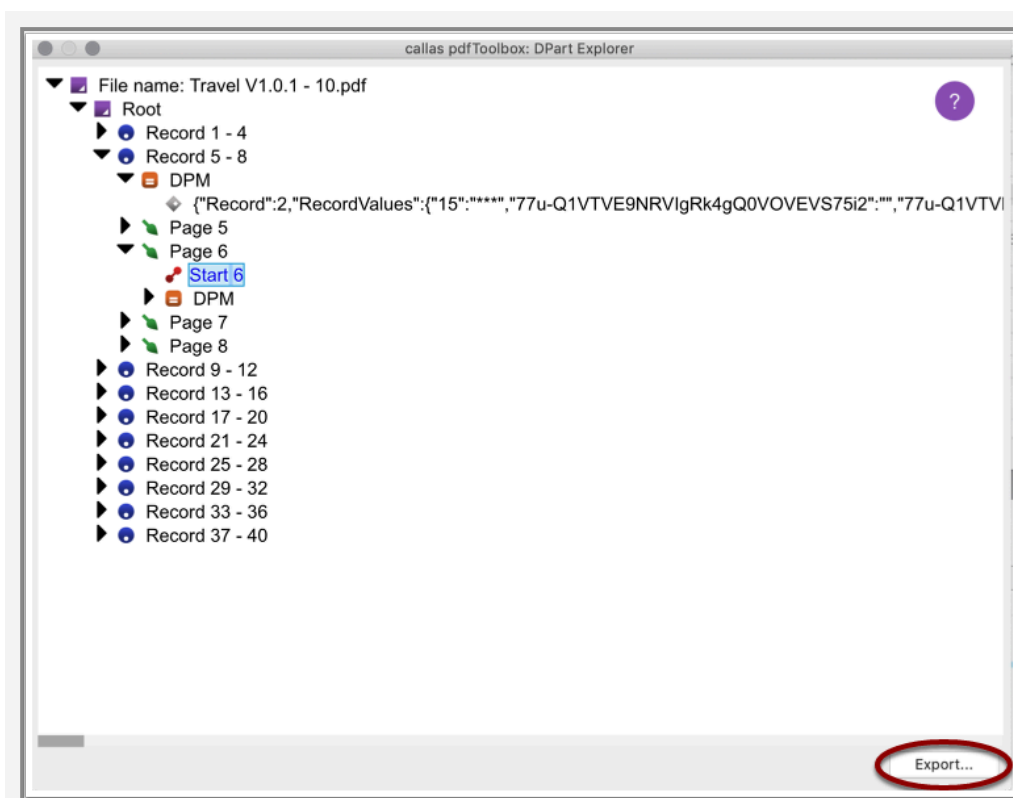 callas pdfToolbox: DPart Explorer
File name: Travel V1.0.1 - 10.pdf
?
Root
Record 1 - 4
Record 5 - 8
DPM
{"Record":2,"RecordValues":{"15":"***","77u-Q1VTVE9NRVIgRk4gQ0VOVEVS75i2":"","77u-Q1VTVI
Page 5
Page 6
Start 6
DPM
Page 7
Page 8
Record 9 - 12
Record 13 - 16
Record 17 - 20
Record 21 - 24
Record 25 - 28
Record 29 - 32
Record 33 - 36
Record 37 - 40
Export...